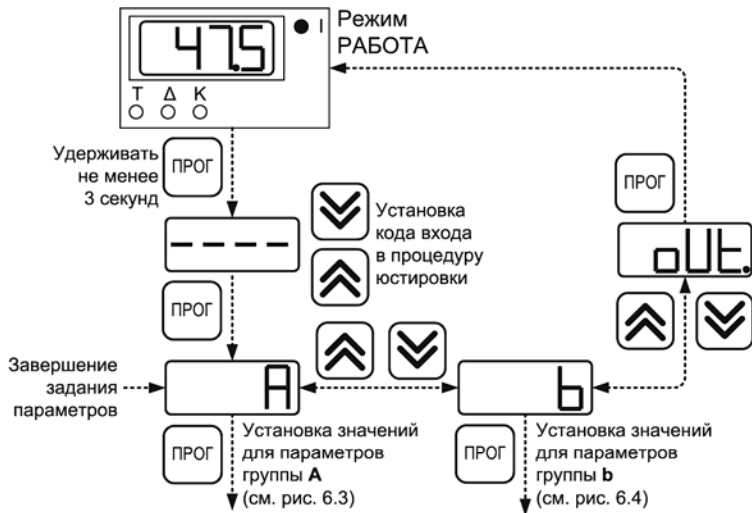 47.5
I
Режим
РАБОТА
Т Δ К
Удерживать
не менее
3 секунд
ПРОГ
– – – –
Установка
кода входа
в процедуру
юстировки
ПРОГ
ПРОГ
oUt.
Завершение
задания
параметров
A
b
ПРОГ
Установка значений
для параметров
группы А
(см. рис. 6.3)
ПРОГ
Установка значений
для параметров
группы b
(см. рис. 6.4)